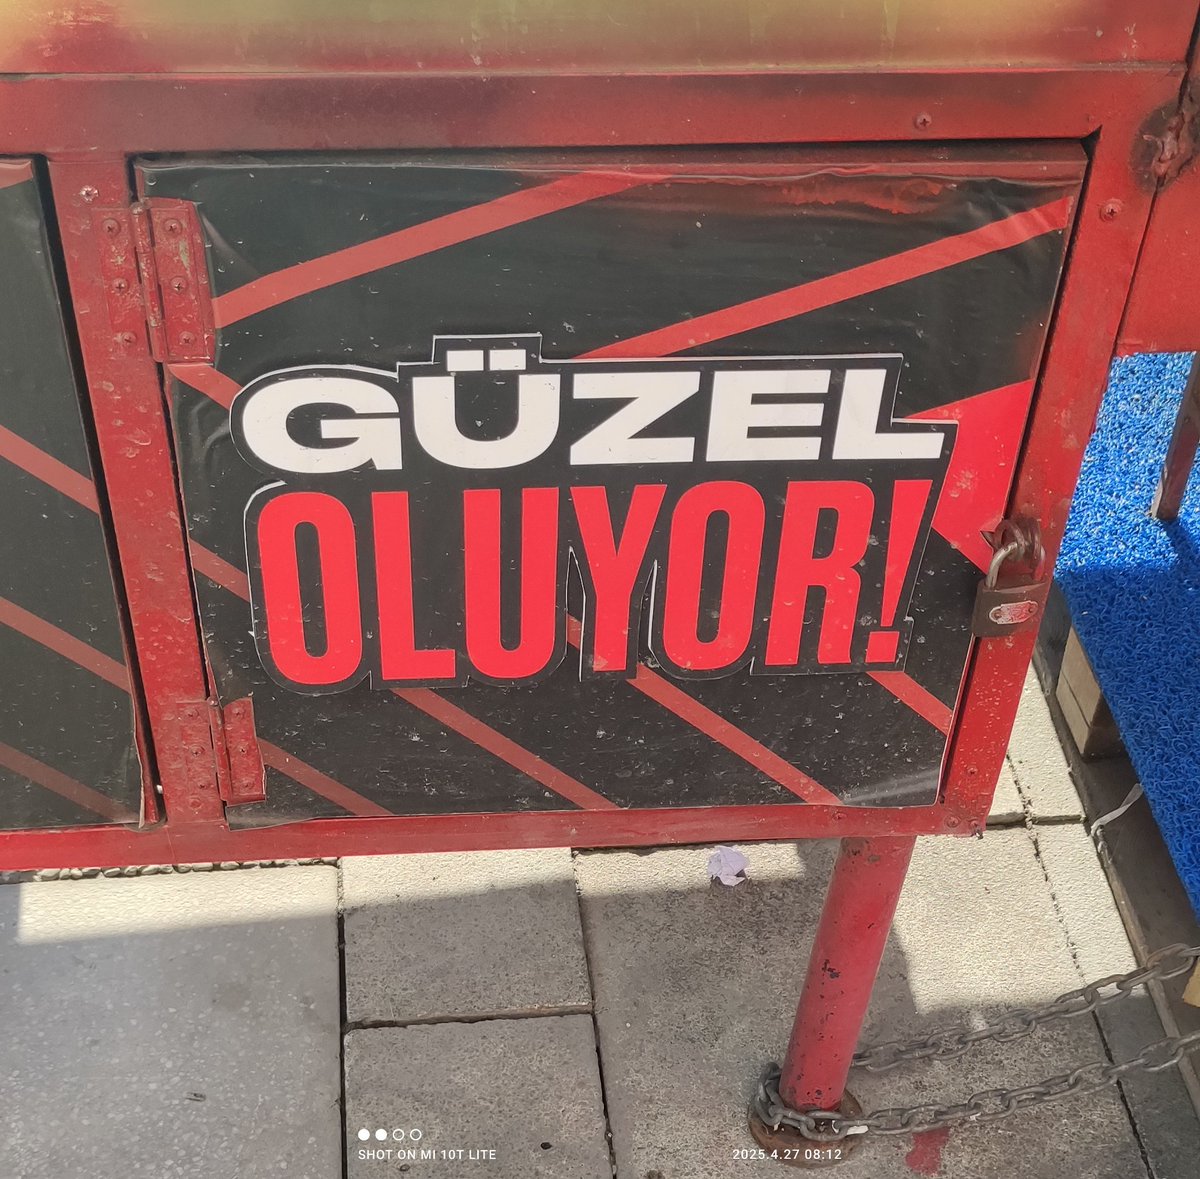 GÜZEL
OLUYOR!
SHOT ON MI 10T LITE
2025.4.27 08:12